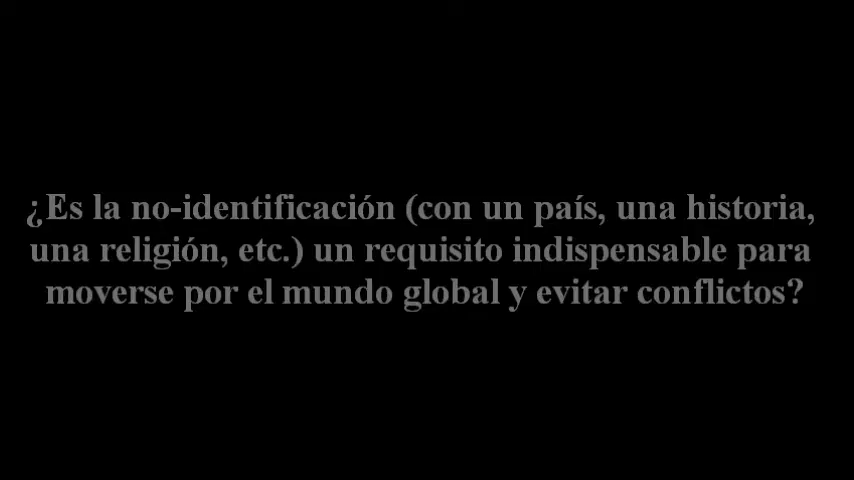 ¿Es la no-identificación (con un país, una historia,
una religión, etc.) un requisito indispensable para
moverse por el mundo global y evitar conflictos?